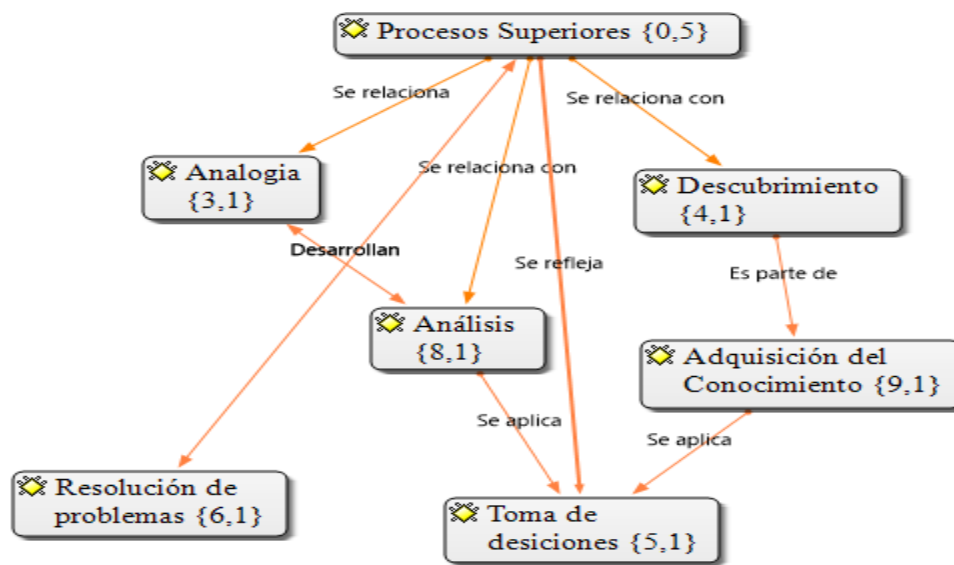 Procesos Superiores {0,5}
Se relaciona
Se relaciona con
Analogia
{3,1}
Se relaciona con
Descubrimiento
{4,1}
Desarrollan
Se refleja
Es parte de
Análisis
{8,1}
Adquisición del
Conocimiento {9,1}
Se aplica
Se aplica
Resolución de
problemas {6,1}
Toma de
desiciones {5,1}